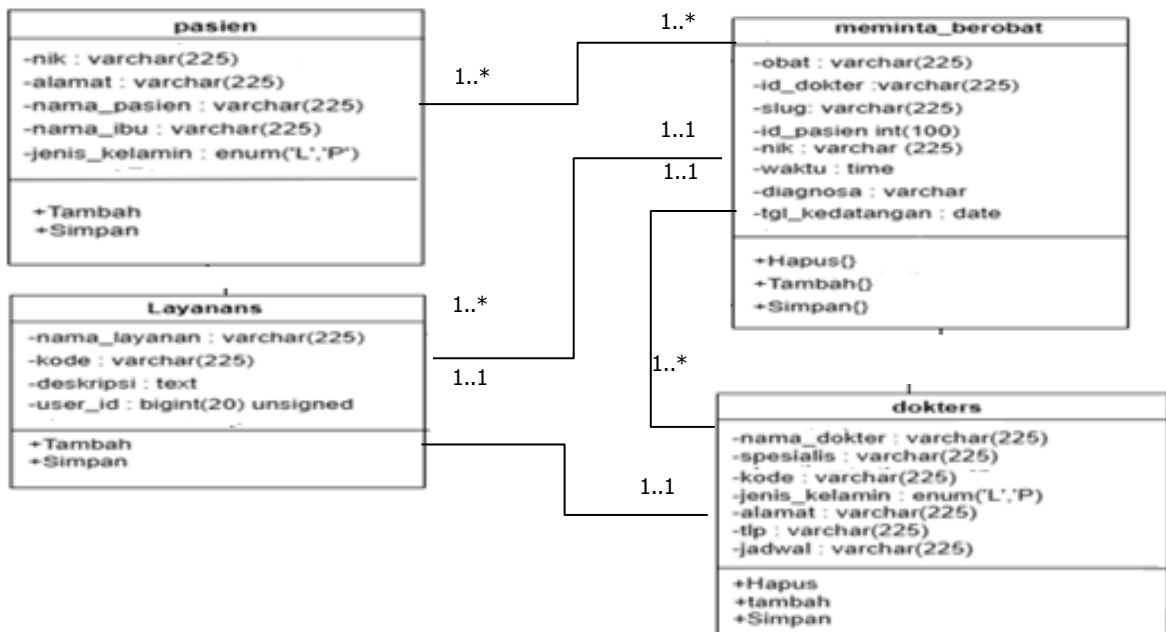 pasien
-nik : varchar(225)
-alamat : varchar(225)
-nama_pasien : varchar(225)
-nama_ibu : varchar(225)
-jenis_kelamin : enum('L','P')
+Tambah
+Simpan
1..*
1..*
1..1
1..1
meminta_berobat
-obat : varchar(225)
-id_dokter :varchar(225)
-slug: varchar(225)
-id_pasien int(100)
-nik : varchar (225)
-waktu : time
-diagnosa : varchar
-tgl_kedatangan : date
+Hapus{}
+Tambah{}
+Simpan{}
Layanans
-nama_layanan : varchar(225)
-kode : varchar(225)
-deskripsi : text
-user_id : bigint(20) unsigned
+Tambah
+Simpan
1..*
1..1
1..*
1..1
dokters
-nama_dokter : varchar(225)
-spesialis : varchar(225)
-kode : varchar(225)
-jenis_kelamin : enum('L','P)
-alamat : varchar(225)
-tlp : varchar(225)
-jadwal : varchar(225)
+Hapus
+tambah
+Simpan